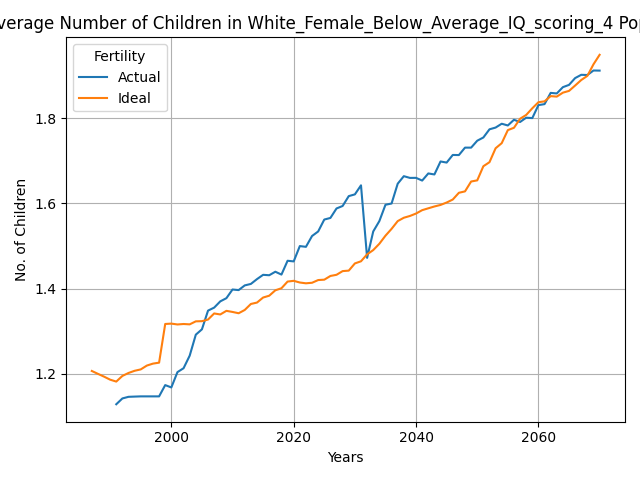 verage Number of Children in White_Female_Below_Average_IQ_scoring_4 Pop
Fertility
Actual
Ideal
No. of Children
1.8
1.6
1.4
1.2
2000 2020 2040 2060
Years